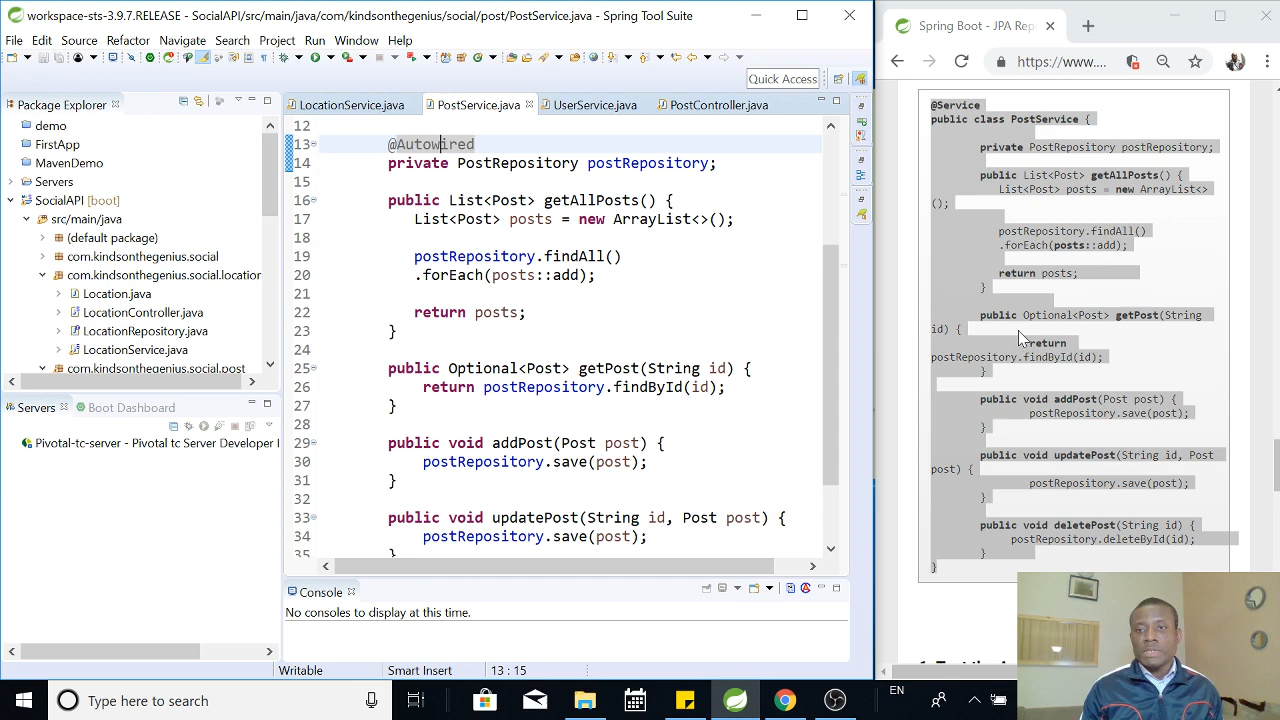 workspace-sts-3.9.7.RELEASE - SocialAPI/src/main/java/com/kindsonthegenius/social/post/PostService.java - Spring Tool Suite
File Edit Source Refactor Navigate Search Project Run Window Help
Quick Access
Package Explorer
demo
FirstApp
MavenDemo
Servers
SocialAPI [boot]
src/main/java
(default package)
com.kindsonthegenius.social
com.kindsonthegenius.social.location
Location.java
LocationController.java
LocationRepository.java
LocationService.java
com.kindsonthegenius.social.post
Servers Boot Dashboard
Pivotal-tc-server - Pivotal tc Server Developer
LocationService.java PostService.java UserService.java PostController.java
12
13 @Autowired
14 private PostRepository postRepository;
15
16 public List<Post> getAllPosts() {
17 List<Post> posts = new ArrayList<>();
18
19 postRepository.findAll()
20 .forEach(posts::add);
21
22 return posts;
23 }
24
25 public Optional<Post> getPost(String id) {
26 return postRepository.findById(id);
27 }
28
29 public void addPost(Post post) {
30 postRepository.save(post);
31 }
32
33 public void updatePost(String id, Post post) {
34 postRepository.save(post);
35 }
Console
No consoles to display at this time.
Writable Smart Insert 13 : 15
Spring Boot - JPA Rep
https://www....
@Service
public class PostService {
private PostRepository postRepository;
public List<Post> getAllPosts() {
List<Post> posts = new ArrayList<>
();
postRepository.findAll()
.forEach(posts::add);
return posts;
}
public Optional<Post> getPost(String
id) {
return
postRepository.findById(id);
}
public void addPost(Post post) {
postRepository.save(post);
}
public void updatePost(String id, Post
post) {
postRepository.save(post);
}
public void deletePost(String id) {
postRepository.deleteById(id);
}
}
Type here to search
EN